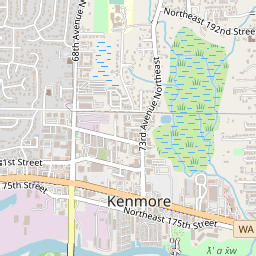 Northeast 192nd Street
68th Avenue N
73rd Avenue Northeast
1st Street
75th Street
Kenmore
Northeast 175th Street
WA
ƛ̕ a x̌w